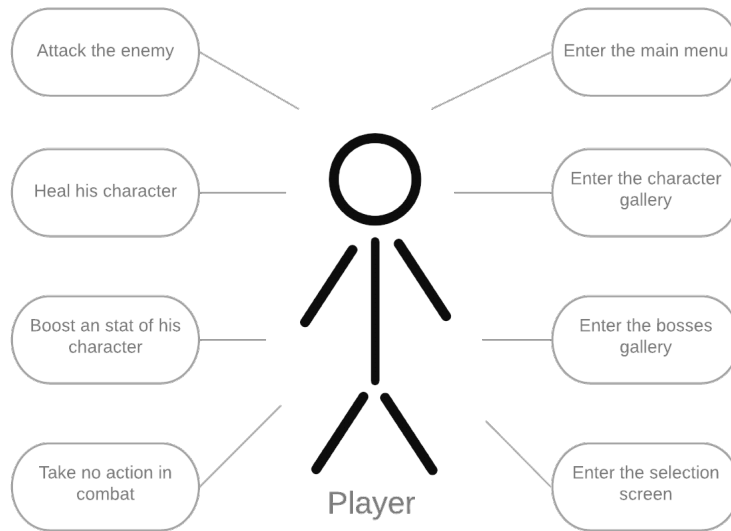 Attack the enemy
Enter the main menu
Heal his character
Enter the character
gallery
Boost an stat of his
character
Enter the bosses
gallery
Take no action in
combat
Enter the selection
screen
Player